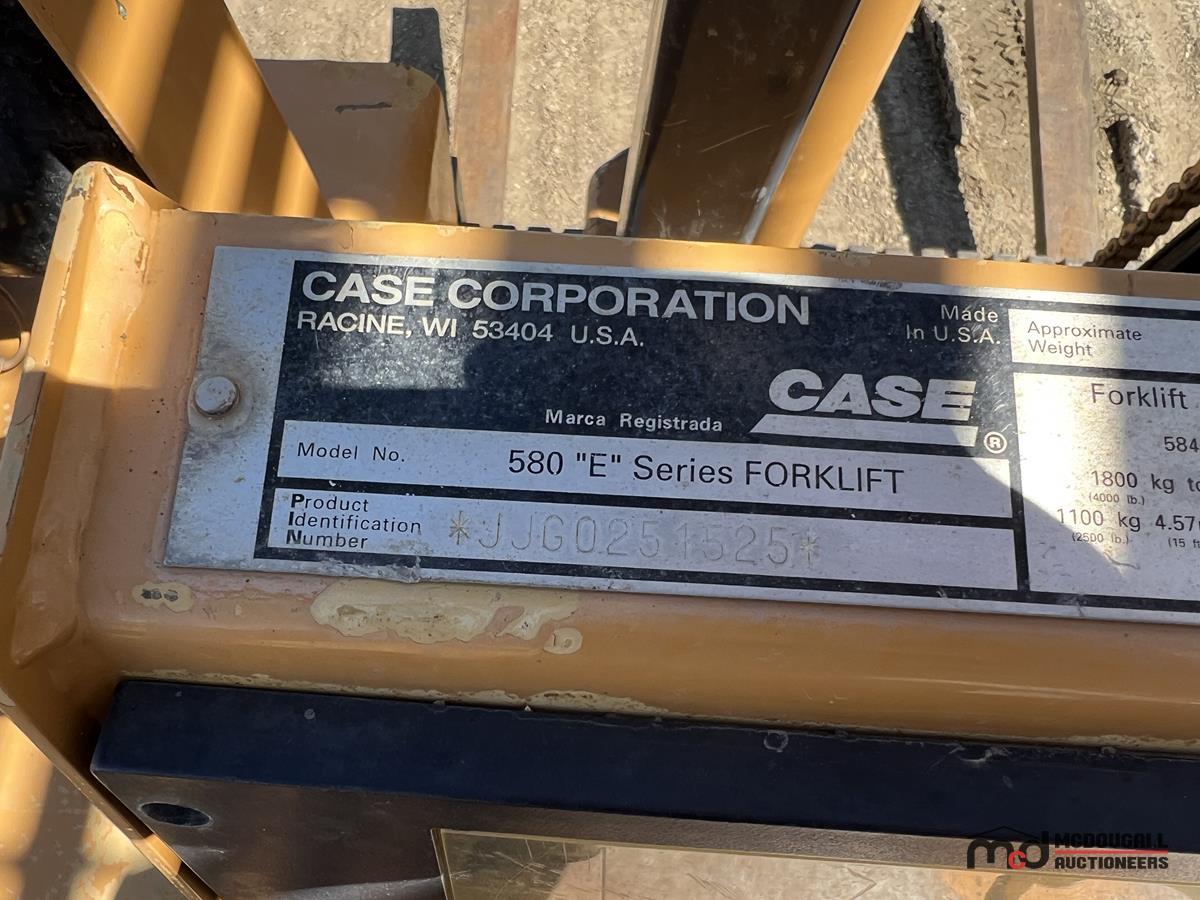 CASE CORPORATION
RACINE, WI 53404 U.S.A.
Made
In U.S.A.
Marca Registrada
CASE
®
Model No. 580 "E" Series FORKLIFT
Product
Identification
Number
*JJG0251525*
Approximate
Weight
Forklift
584
1800 kg
(4000 lb.)
1100 kg 4.57
(2500 lb.) (15
mcd MCDOUGALL
AUCTIONEERS